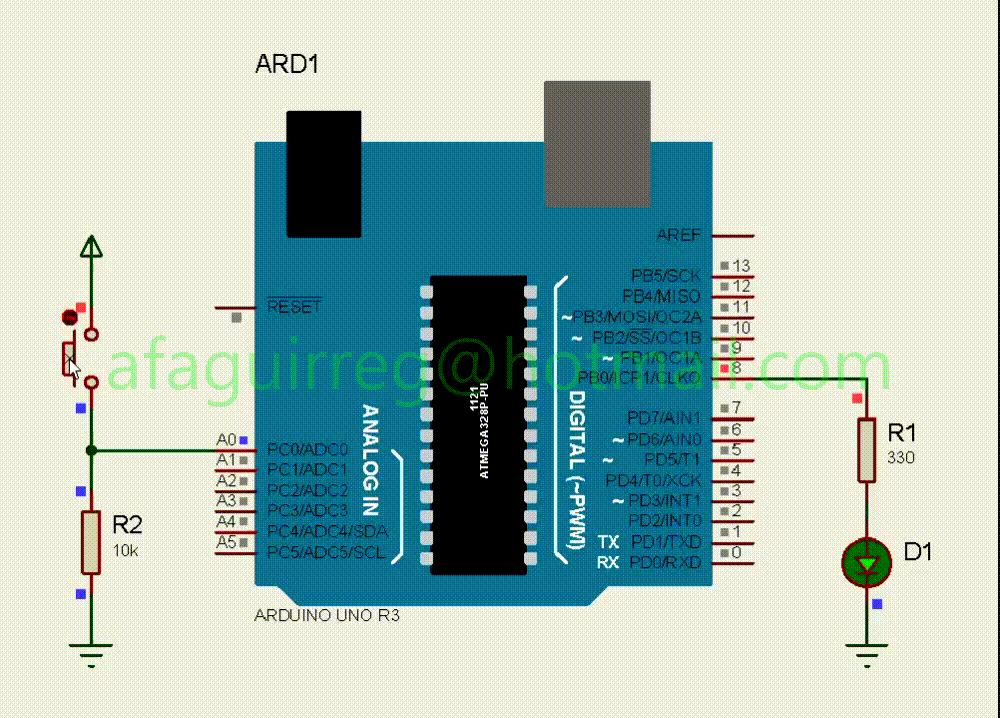 ARD1
AREF
PB5/SCK 13
PB4/MISO 12
~PB3/MOSI/OC2A 11
~ PB2/SS/OC1B 10
~ PB1/OC1A 9
PB0/ICP1/CLKO 8
RESET
afaguirreg@hotmail.com
1121
ATMEGA328P-PU
ANALOG IN
DIGITAL (~PWM)
A0 PC0/ADC0
A1 PC1/ADC1
A2 PC2/ADC2
A3 PC3/ADC3
A4 PC4/ADC4/SDA
A5 PC5/ADC5/SCL
PD7/AIN1 7
~ PD6/AIN0 6
~ PD5/T1 5
PD4/T0/XCK 4
~ PD3/INT1 3
PD2/INT0 2
TX PD1/TXD 1
RX PD0/RXD 0
R1
330
R2
10k
D1
ARDUINO UNO R3